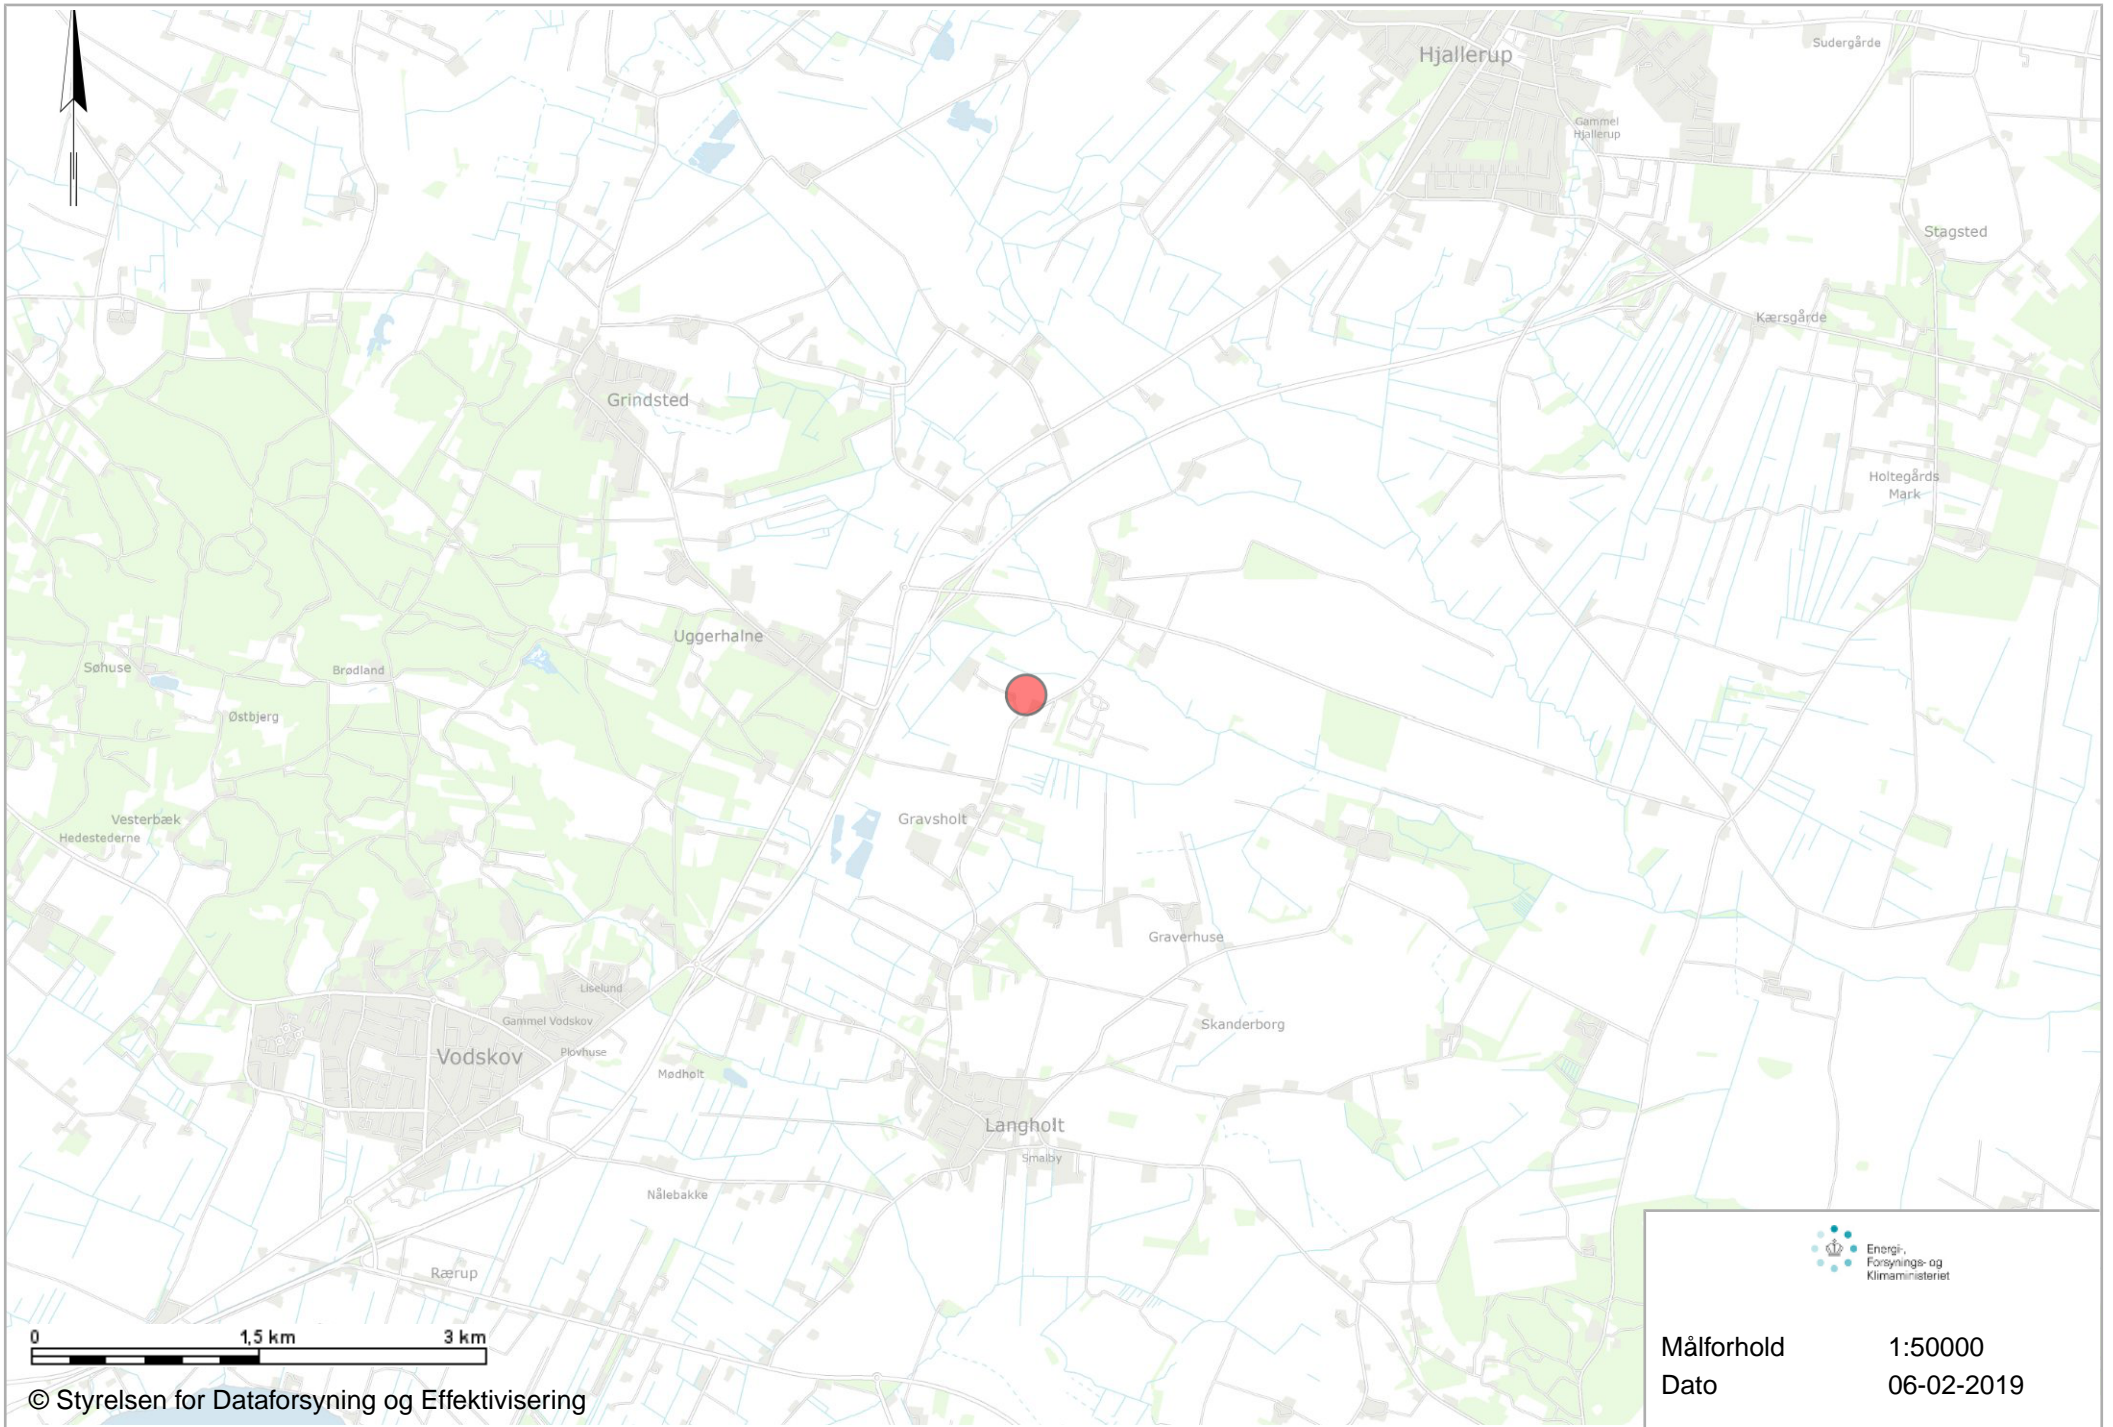 Hjallerup
Sudergårde
Gammel
Hjallerup
Stagsted
Kærsgårde
Grindsted
Holtegårds
Mark
Uggerhalne
Søhuse
Brødland
Østbjerg
Vesterbæk
Hedestederne
Gravsholt
Graverhuse
Liselund
Gammel Vodskov
Skanderborg
Vodskov
Plovhuse
Mødholt
Langholt
Smalby
Nålebakke
Rærup
Energi-,
Forsynings- og
Klimaministeriet
0 1,5 km 3 km
Målforhold 1:50000
Dato 06-02-2019
© Styrelsen for Dataforsyning og Effektivisering